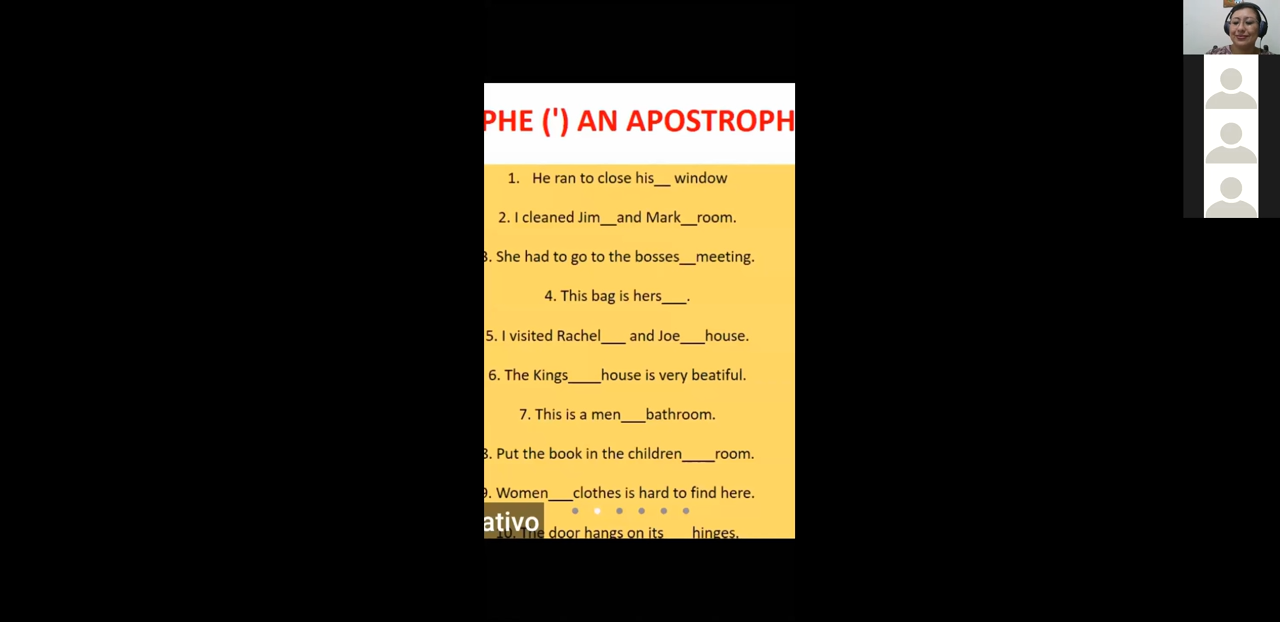 PHE (') AN APOSTROPH
1. He ran to close his__ window
2. I cleaned Jim__and Mark__room.
3. She had to go to the bosses__meeting.
4. This bag is hers___.
5. I visited Rachel___ and Joe___house.
6. The Kings____house is very beatiful.
7. This is a men___bathroom.
8. Put the book in the children____room.
9. Women___clothes is hard to find here.
10. The door hangs on its___hinges.
ativo